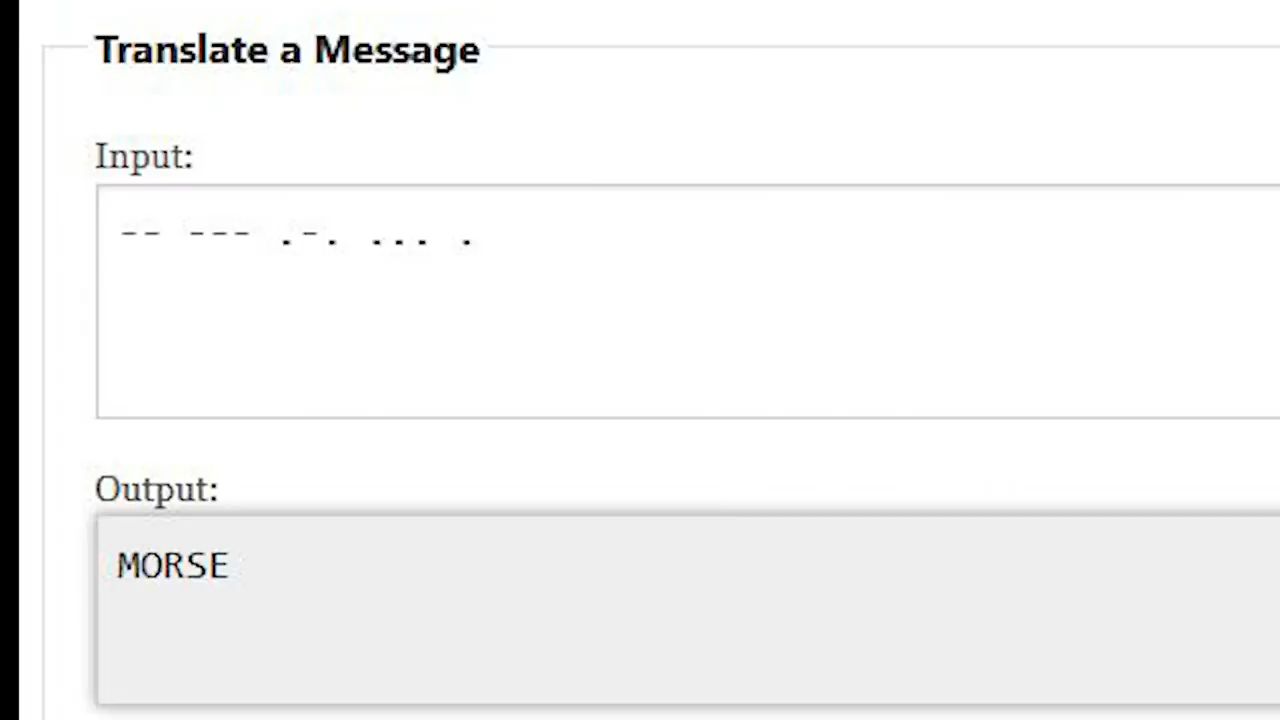 Translate a Message
Input:
-- --- .-. ... .
Output:
MORSE